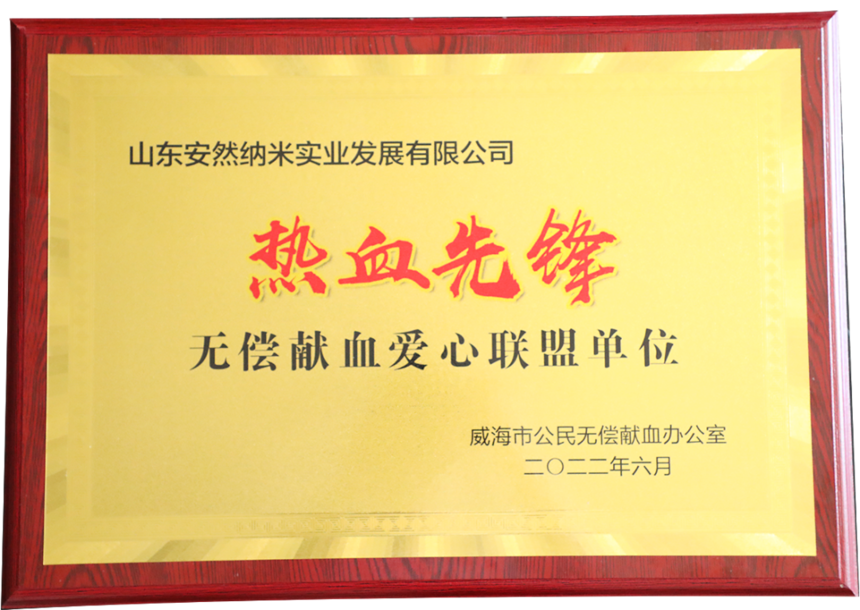 山东安然纳米实业发展有限公司
热血先锋
无偿献血爱心联盟单位
威海市公民无偿献血办公室
二〇二二年六月